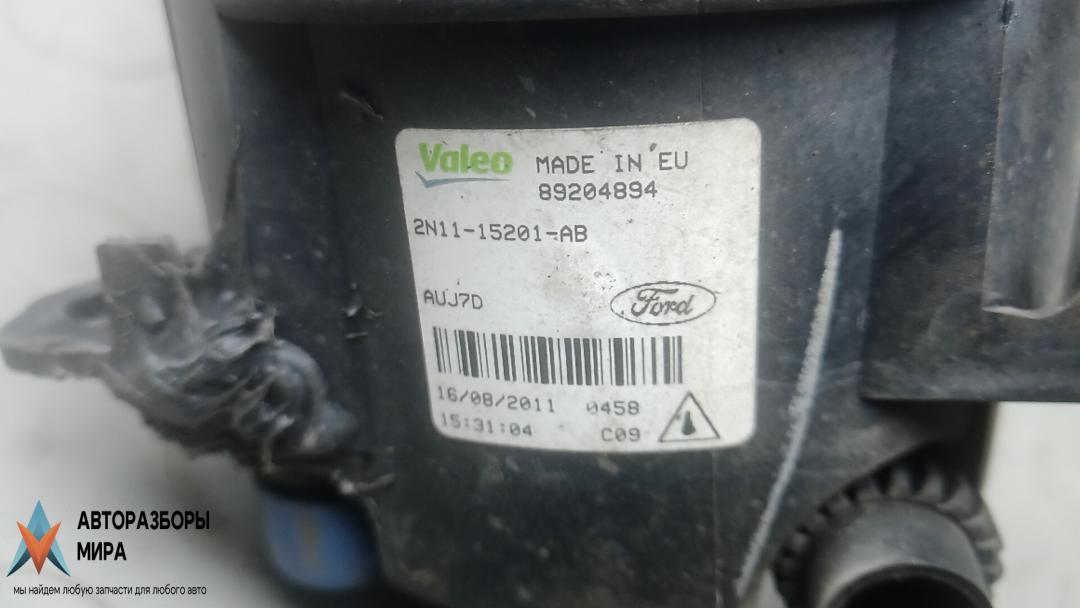 Valeo MADE IN EU
89204894
2N11-15201-AB
AUJ7D
Ford
16/08/2011 0458
15:31:04 C09
АВТОРАЗБОРЫ
МИРА
мы найдем любую запчасти для любого авто